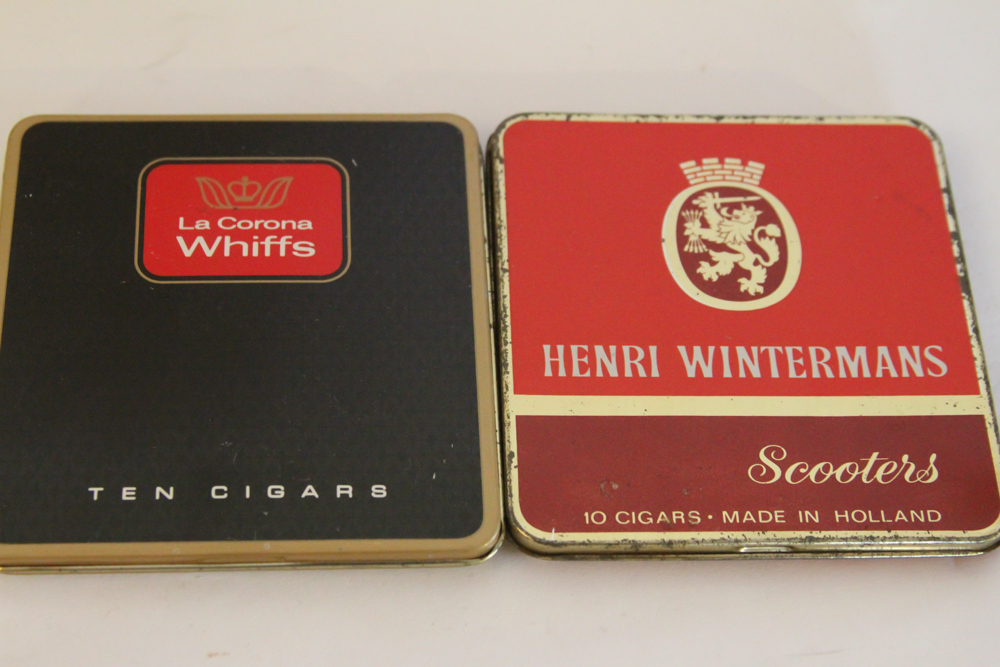 La Corona
Whiffs
TEN CIGARS
HENRI WINTERMANS
Scooters
10 CIGARS · MADE IN HOLLAND